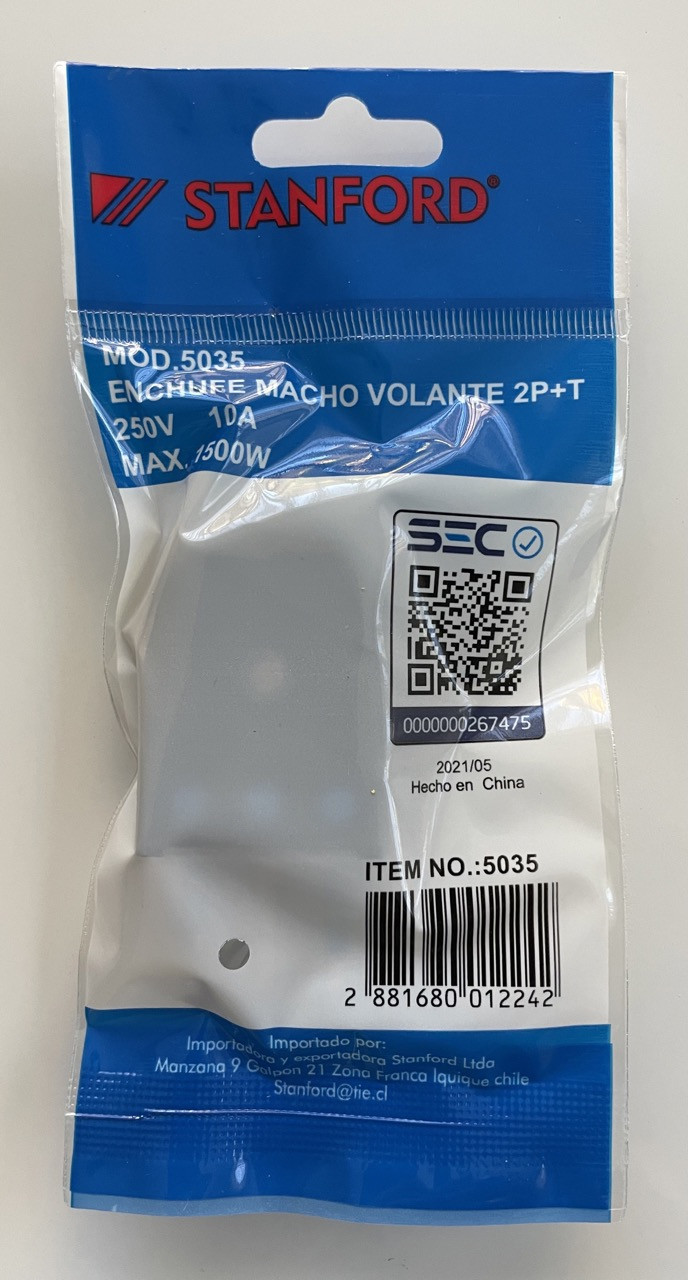 STANFORD®
MOD.5035
ENCHUFE MACHO VOLANTE 2P+T
250V 10A
MAX. 1500W
SEC
0000000267475
2021/05
Hecho en China
ITEM NO.:5035
2 881680 012242
Importado por:
Importadora y exportadora Stanford Ltda
Manzana 9 Galpon 21 Zona Franca Iquique chile
Stanford@tie.cl